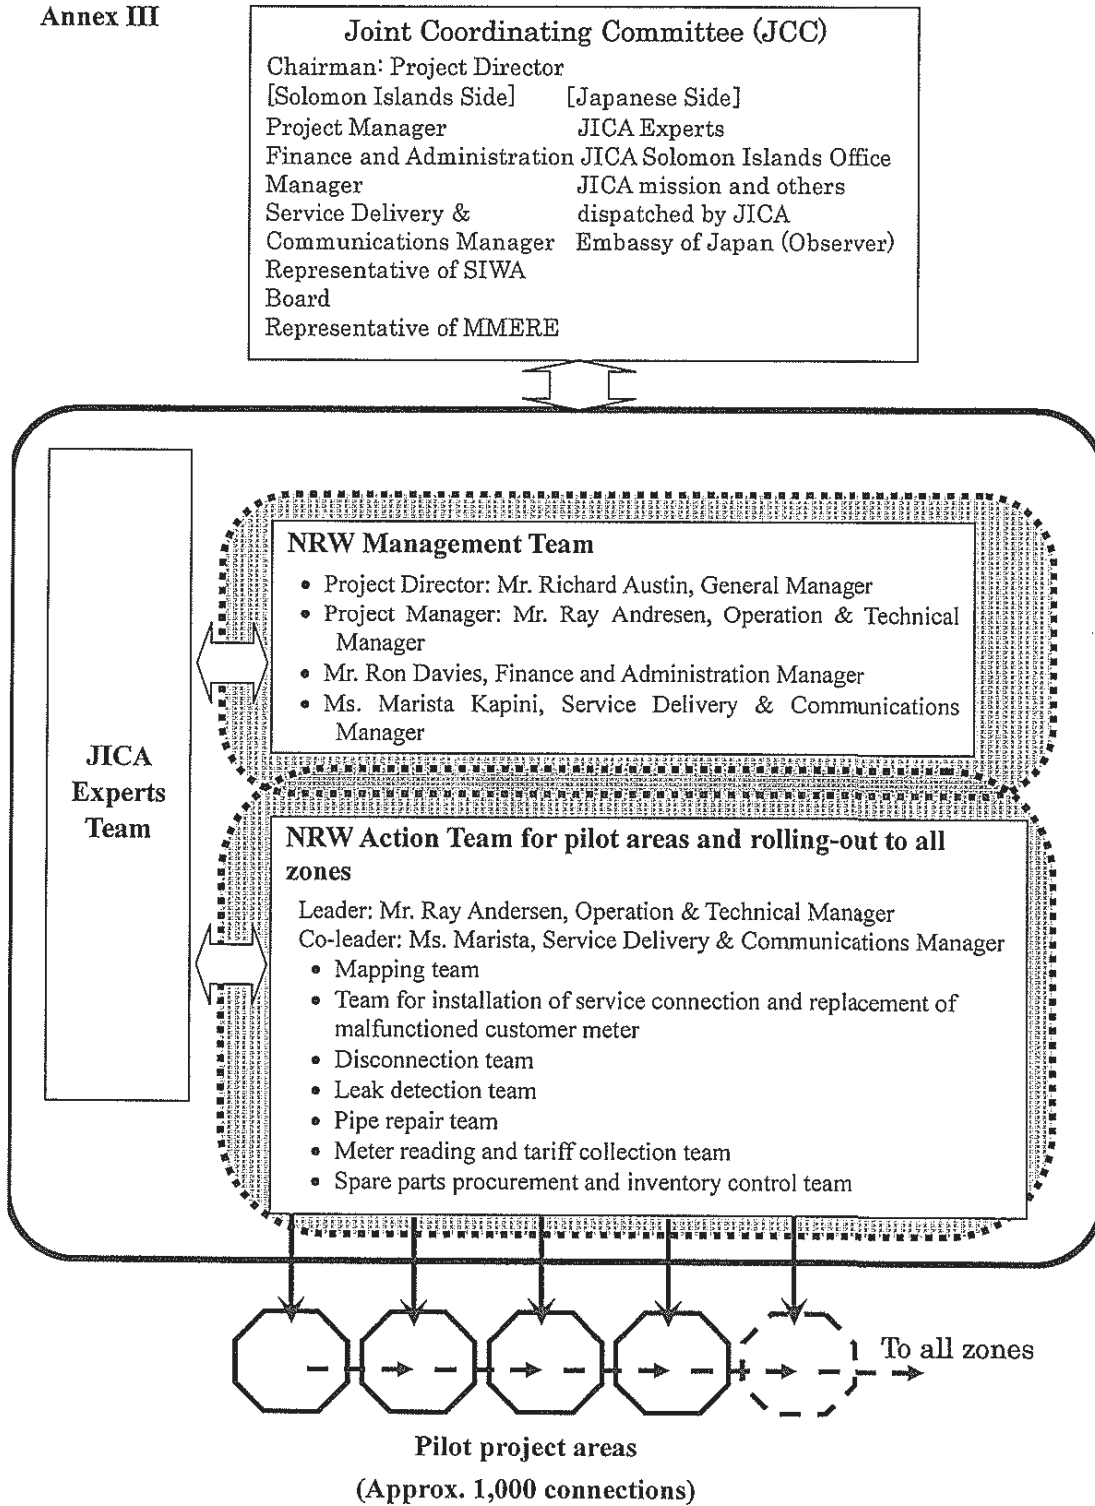 Annex III
Joint Coordinating Committee (JCC)
Chairman: Project Director
[Solomon Islands Side] [Japanese Side]
Project Manager JICA Experts
Finance and Administration JICA Solomon Islands Office
Manager JICA mission and others
Service Delivery & dispatched by JICA
Communications Manager Embassy of Japan (Observer)
Representative of SIWA
Board
Representative of MMERE
JICA
Experts
Team
NRW Management Team
• Project Director: Mr. Richard Austin, General Manager
• Project Manager: Mr. Ray Andresen, Operation & Technical
Manager
• Mr. Ron Davies, Finance and Administration Manager
• Ms. Marista Kapini, Service Delivery & Communications
Manager
NRW Action Team for pilot areas and rolling-out to all
zones
Leader: Mr. Ray Andersen, Operation & Technical Manager
Co-leader: Ms. Marista, Service Delivery & Communications Manager
• Mapping team
• Team for installation of service connection and replacement of
malfunctioned customer meter
• Disconnection team
• Leak detection team
• Pipe repair team
• Meter reading and tariff collection team
• Spare parts procurement and inventory control team
To all zones
Pilot project areas
(Approx. 1,000 connections)